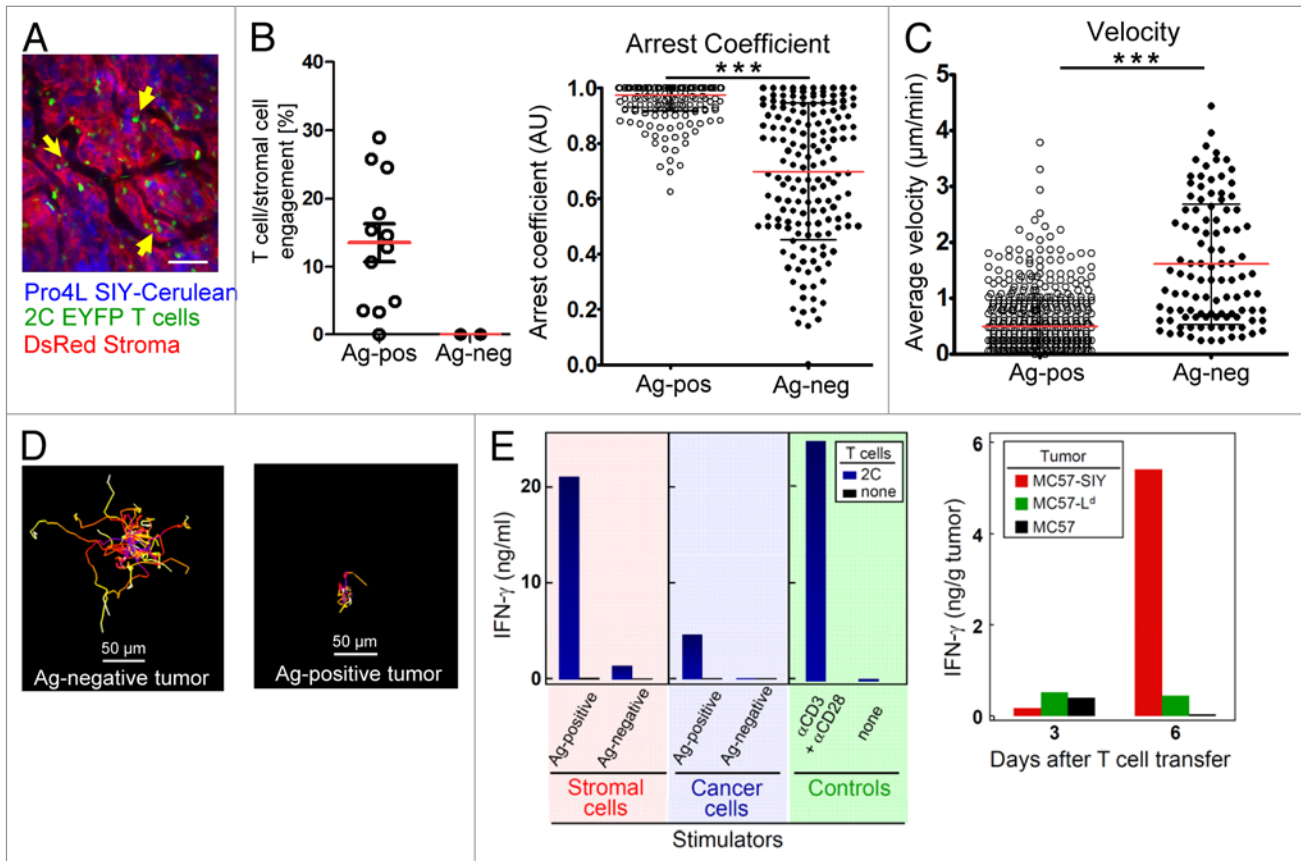 A
Pro4L SIY-Cerulean
2C EYFP T cells
DsRed Stroma
B
T cell/stromal cell
engagement [%]
40
30
20
10
0
Ag-pos
Ag-neg
Arrest Coefficient
***
Arrest coefficient (AU)
1.0
0.8
0.6
0.4
0.2
0.0
Ag-pos
Ag-neg
C
Velocity
***
Average velocity (μm/min)
5
4
3
2
1
0
Ag-pos
Ag-neg
D
50 μm
Ag-negative tumor
50 μm
Ag-positive tumor
E
IFN-γ (ng/ml)
20
0
T cells
2C
none
Ag-positive
Ag-negative
Ag-positive
Ag-negative
αCD3
+ αCD28
none
Stromal
cells
Cancer
cells
Controls
Stimulators
IFN-γ (ng/g tumor)
6
4
2
0
Tumor
MC57-SIY
MC57-Lᵈ
MC57
3
6
Days after T cell transfer